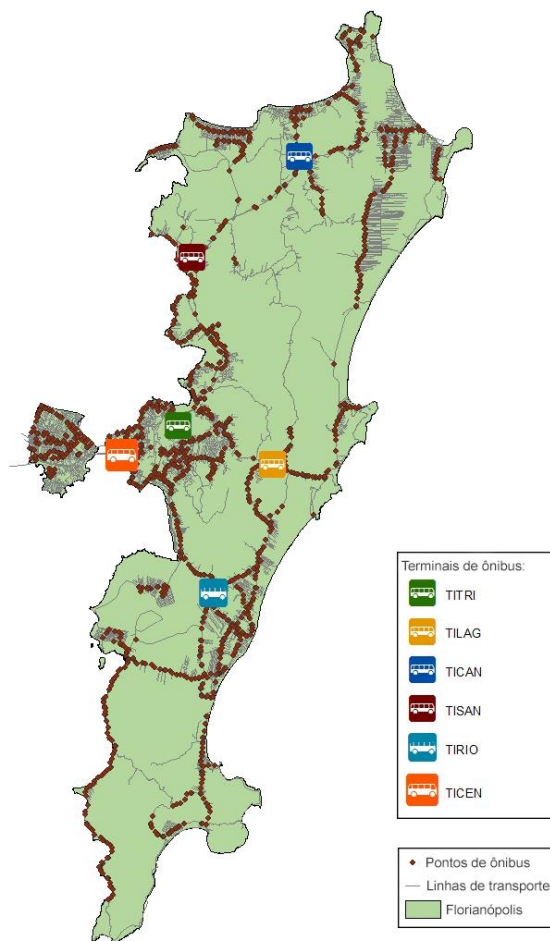 Terminais de ônibus:
TITRI
TILAG
TICAN
TISAN
TIRIO
TICEN
Pontos de ônibus
Linhas de transporte
Florianópolis